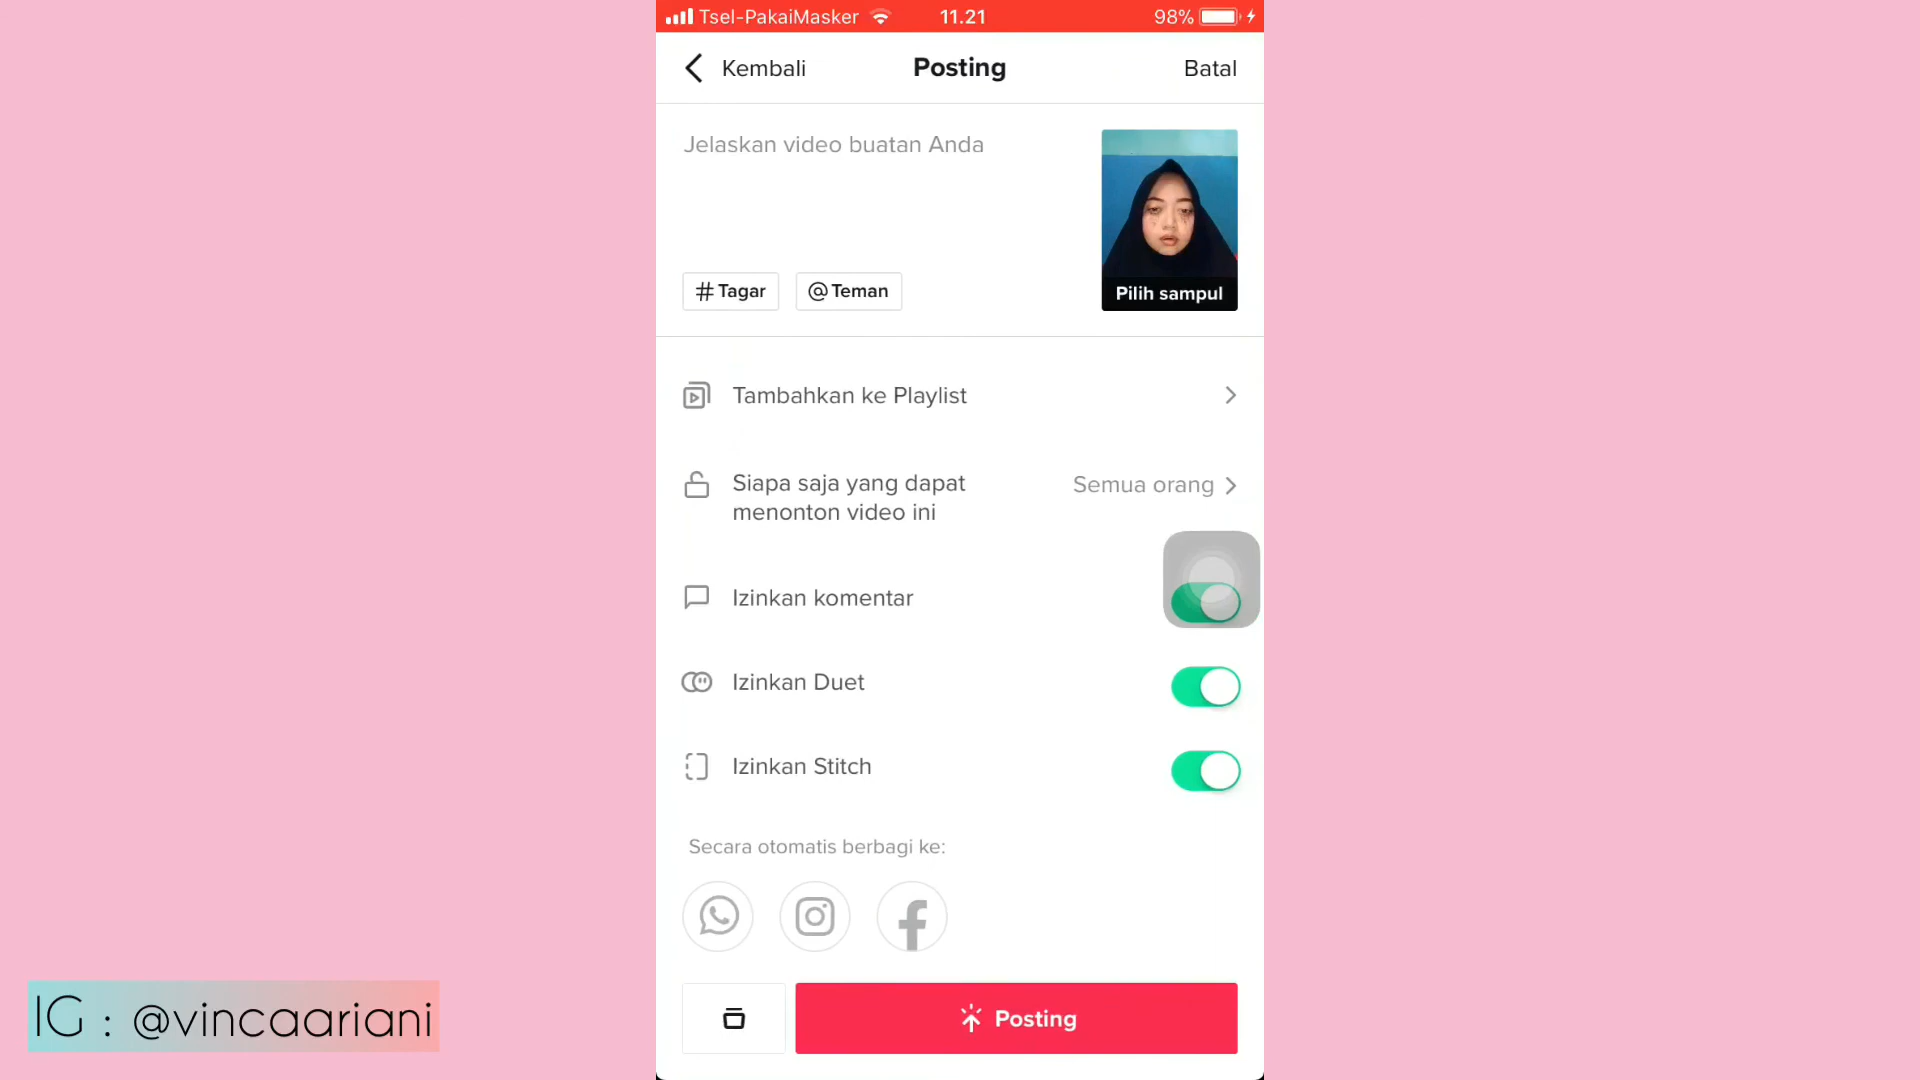 Tsel-PakaiMasker 11.21 98%
Kembali Posting Batal
Jelaskan video buatan Anda
# Tagar @ Teman
Pilih sampul
Tambahkan ke Playlist
Siapa saja yang dapat menonton video ini
Semua orang
Izinkan komentar
Izinkan Duet
Izinkan Stitch
Secara otomatis berbagi ke:
Posting
IG : @vincaariani